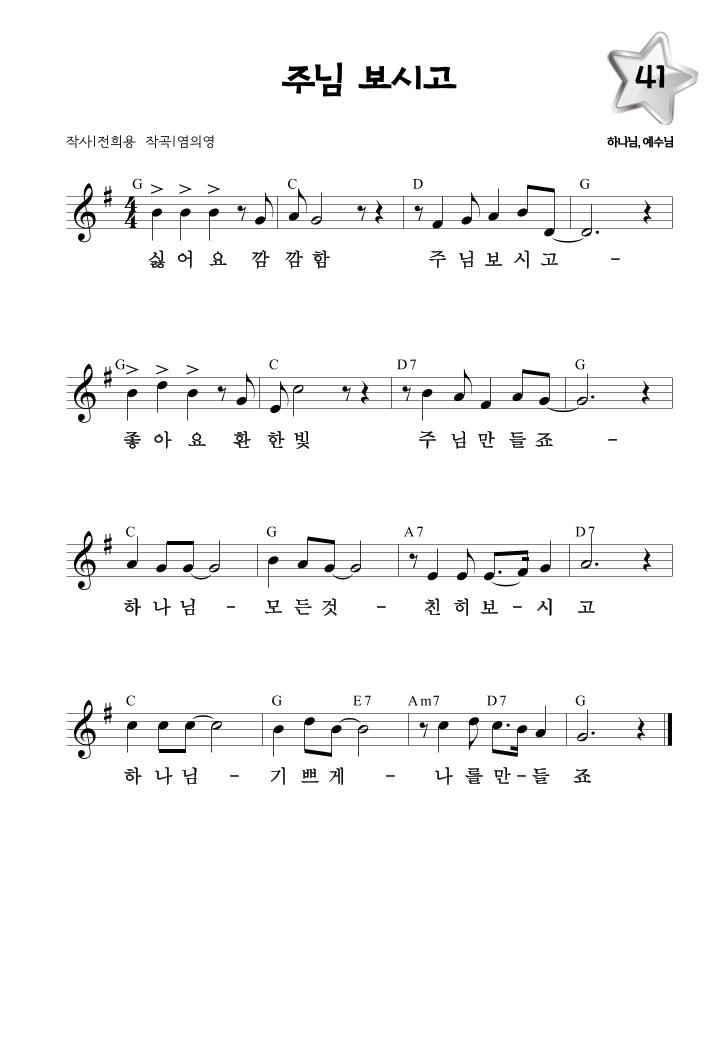 주님 보시고
41
작사|전희용 작곡|염의영
하나님, 예수님
G C D G
싫어요 깜 깜함 주님보시고 -
G C D7 G
좋아요 환 한빛 주님만들죠 -
C G A7 D7
하나님 - 모든것 - 친히보-시 고
C G E7 Am7 D7 G
하나님 - 기쁘게 - 나를만-들 죠